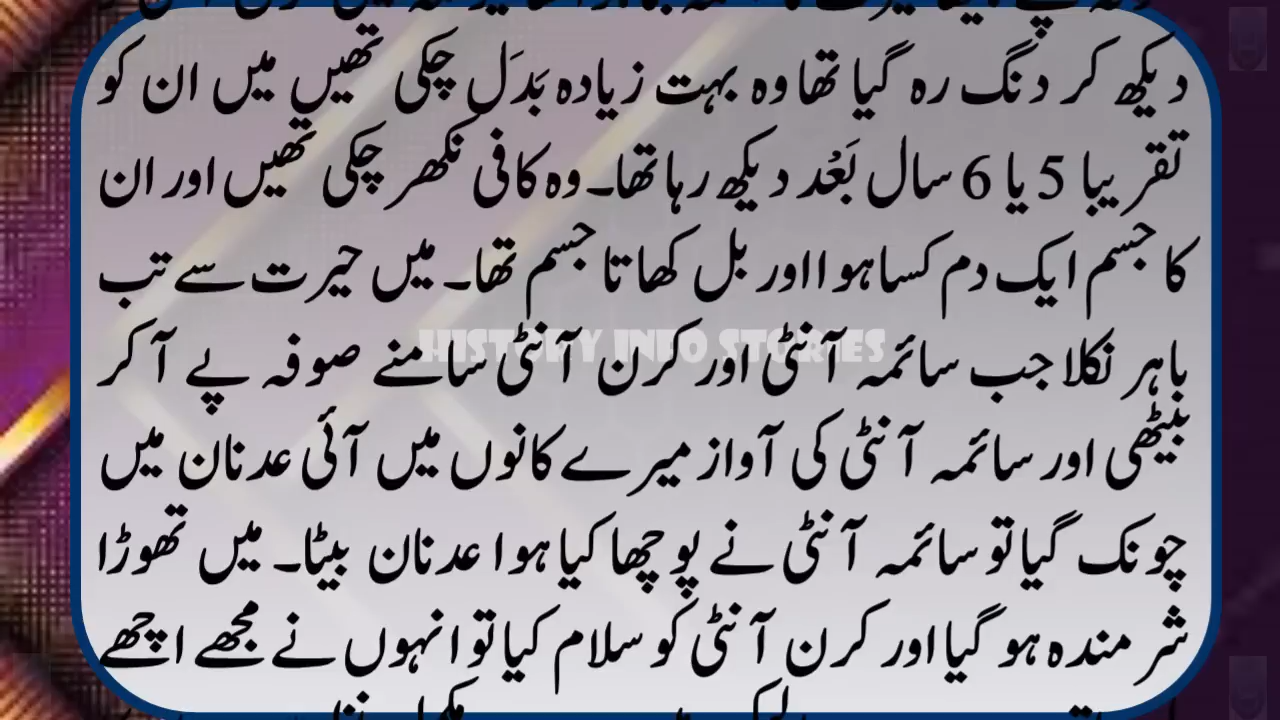 دیکھ کر دنگ رہ گیا تھا وہ بہت زیادہ بَدَل چکی تھیں میں ان کو
تقریبا 5 یا 6 سال بَعْد دیکھ رہا تھا۔ وہ کافی نکھر چکی تھیں اور ان
کا جسم ایک دم کسا ہوا اور بل کھاتا جسم تھا۔ میں حیرت سے تب
باہر نکلا جب سائمہ آنٹی اور کرن آنٹی سامنے صوفہ پے آ کر
HISTORY INFO STORIES
بیٹھی اور سائمہ آنٹی کی آواز میرے کانوں میں آئی عدنان میں
چونک گیا تو سائمہ آنٹی نے پوچھا کیا ہوا عدنان بیٹا۔ میں تھوڑا
شرمندہ ہو گیا اور کرن آنٹی کو سلام کیا تو انہوں نے مجھے اچھے